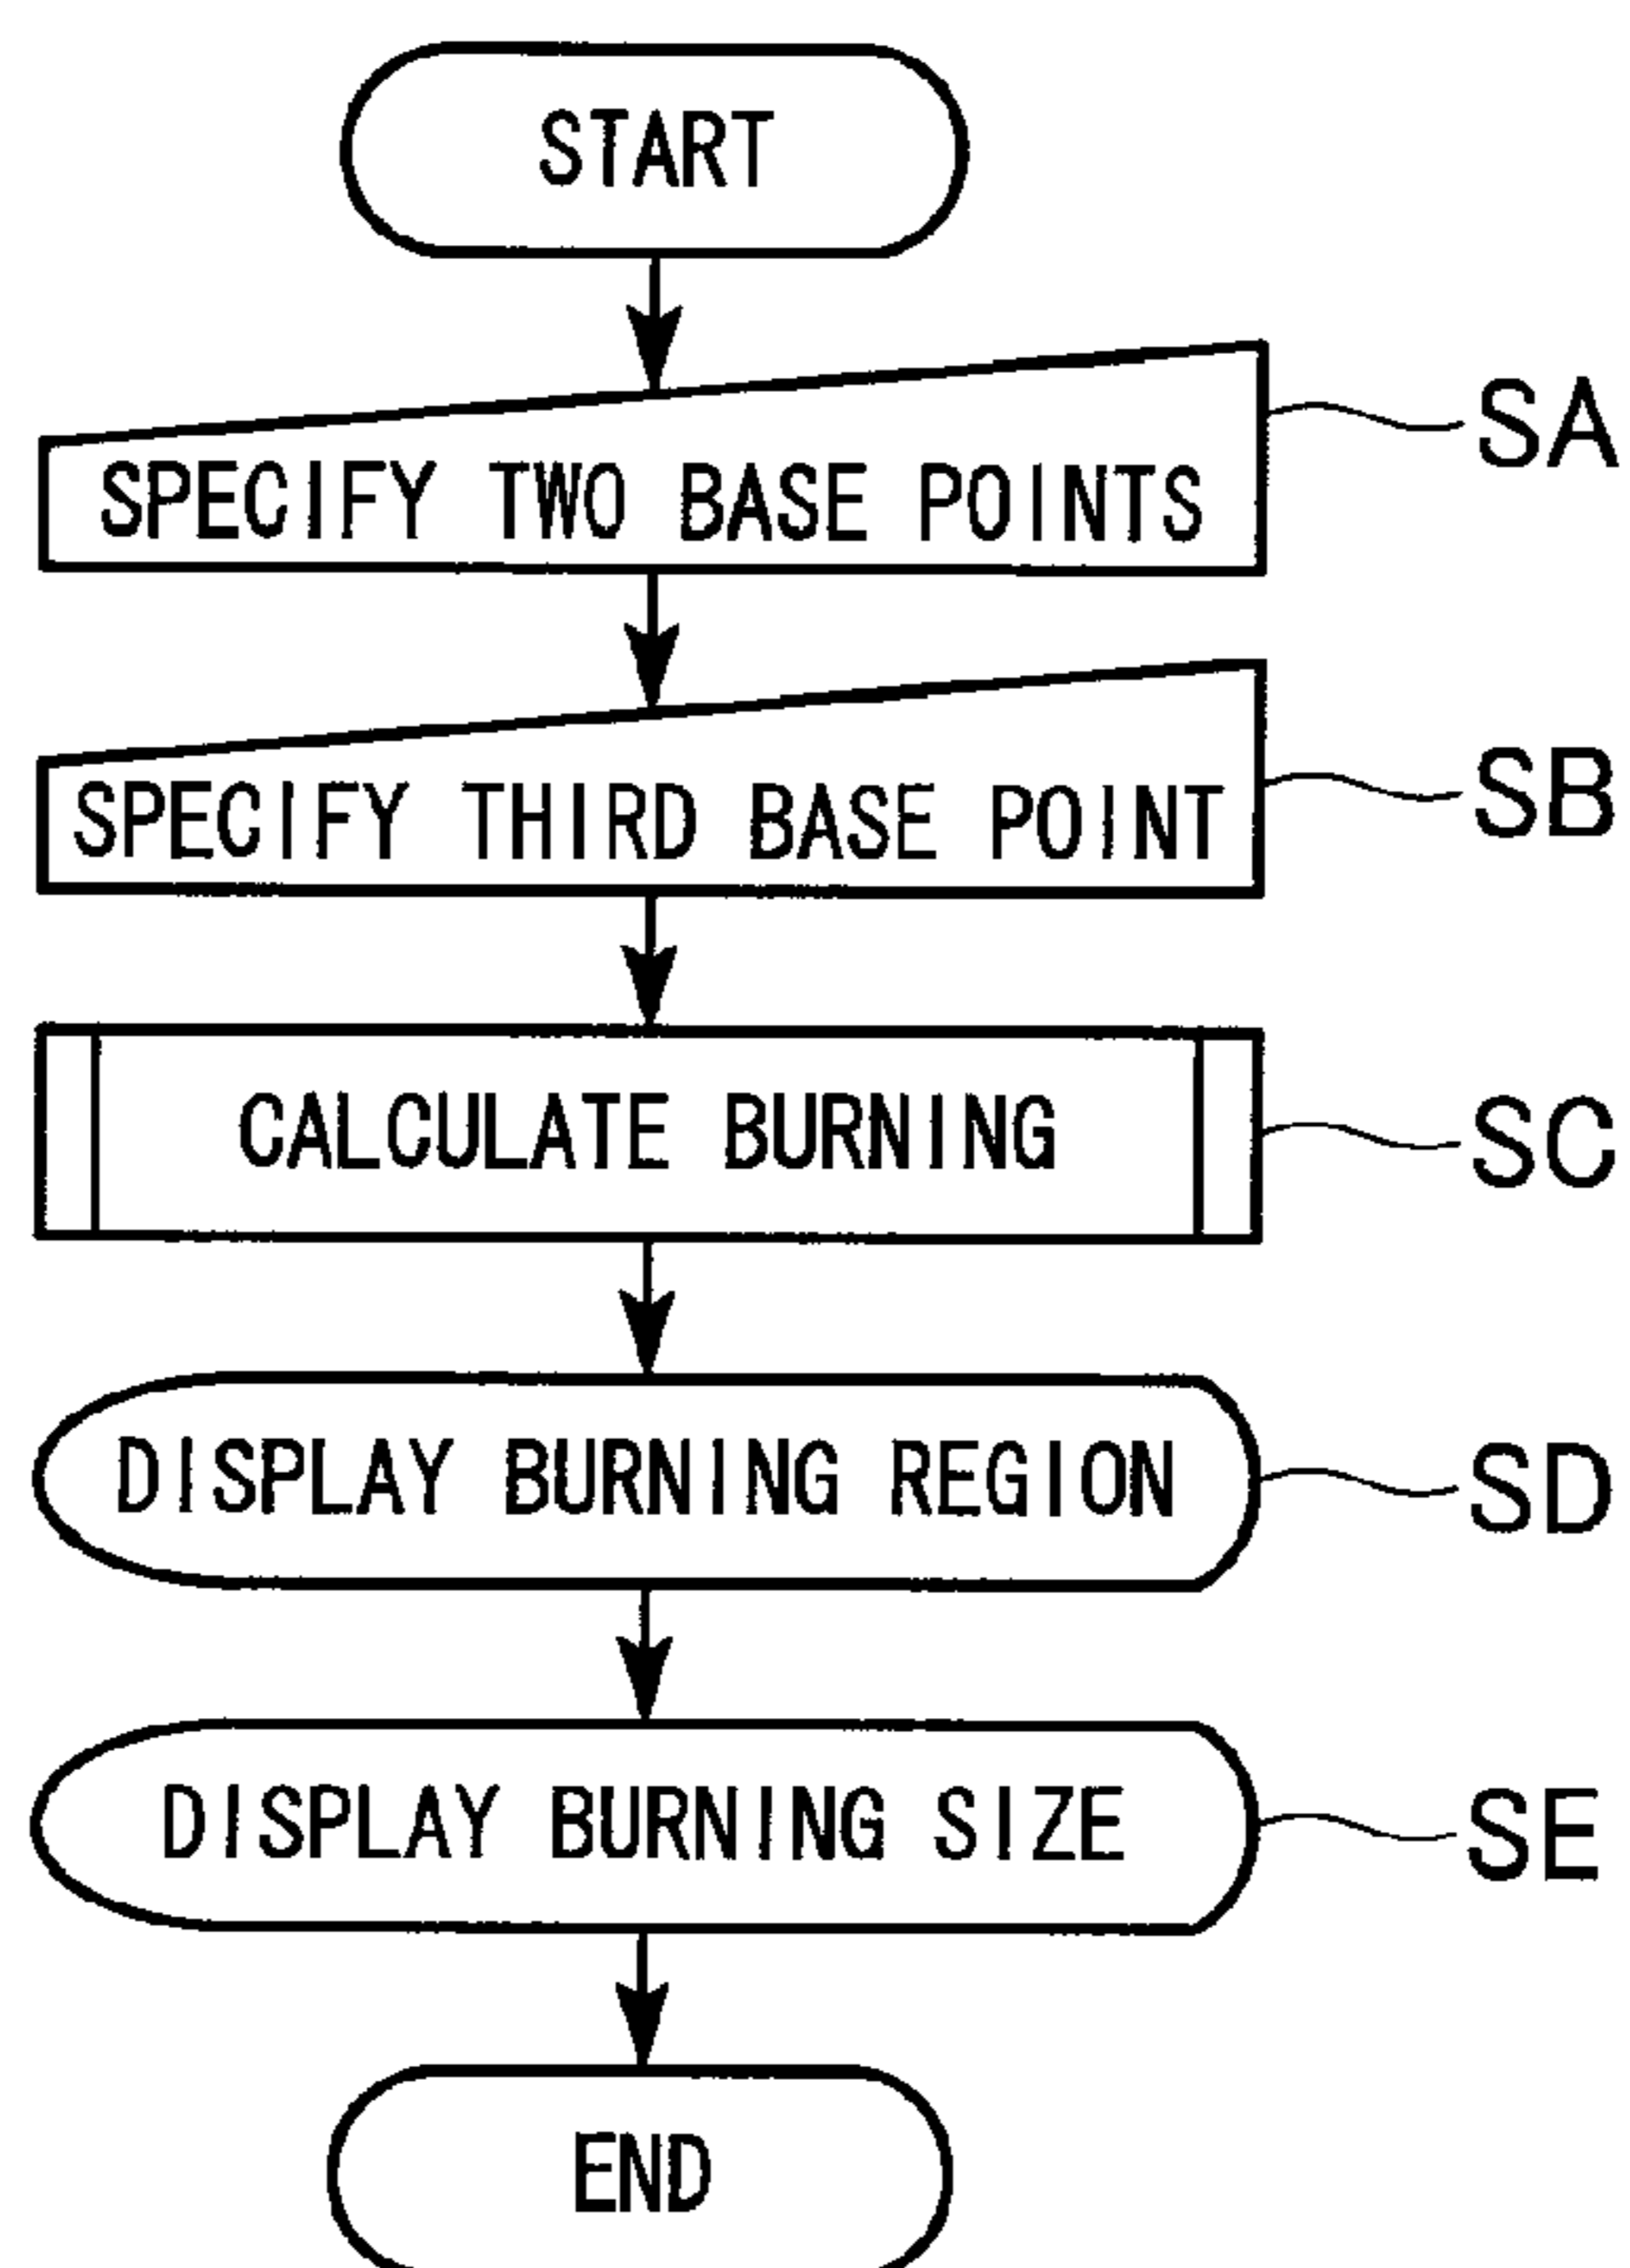 START
SPECIFY TWO BASE POINTS
SA
SPECIFY THIRD BASE POINT
SB
CALCULATE BURNING
SC
DISPLAY BURNING REGION
SD
DISPLAY BURNING SIZE
SE
END